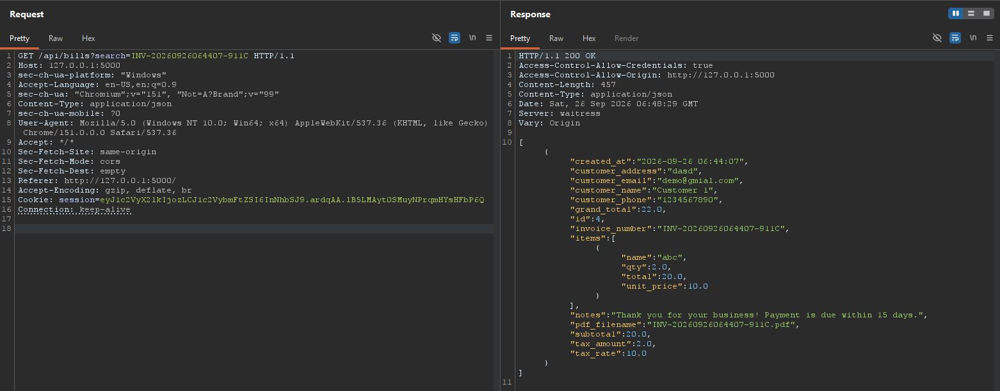 Request
Pretty Raw Hex \n
1 GET /api/bills?search=INV-20260926064407-911C HTTP/1.1
2 Host: 127.0.0.1:5000
3 sec-ch-ua-platform: "Windows"
4 Accept-Language: en-US,en;q=0.9
5 sec-ch-ua: "Chromium";v="151", "Not=A?Brand";v="99"
6 Content-Type: application/json
7 sec-ch-ua-mobile: ?0
8 User-Agent: Mozilla/5.0 (Windows NT 10.0; Win64; x64) AppleWebKit/537.36 (KHTML, like Gecko)
Chrome/151.0.0.0 Safari/537.36
9 Accept: */*
10 Sec-Fetch-Site: same-origin
11 Sec-Fetch-Mode: cors
12 Sec-Fetch-Dest: empty
13 Referer: http://127.0.0.1:5000/
14 Accept-Encoding: gzip, deflate, br
15 Cookie: session=
16 Connection: keep-alive
17
18
Response
Pretty Raw Hex Render \n
1 HTTP/1.1 200 OK
2 Access-Control-Allow-Credentials: true
3 Access-Control-Allow-Origin: http://127.0.0.1:5000
4 Content-Length: 457
5 Content-Type: application/json
6 Date: Sat, 26 Sep 2026 06:48:29 GMT
7 Server: waitress
8 Vary: Origin
9
10 [
{
"created_at":"2026-09-26 06:44:07",
"customer_address":"dasd",
"customer_email":"demo@gmial.com",
"customer_name":"Customer 1",
"customer_phone":"1234567890",
"grand_total":22.0,
"id":4,
"invoice_number":"INV-20260926064407-911C",
"items":[
{
"name":"abc",
"qty":2.0,
"total":20.0,
"unit_price":10.0
}
],
"notes":"Thank you for your business! Payment is due within 15 days.",
"pdf_filename":"INV-20260926064407-911C.pdf",
"subtotal":20.0,
"tax_amount":2.0,
"tax_rate":10.0
}
]
11